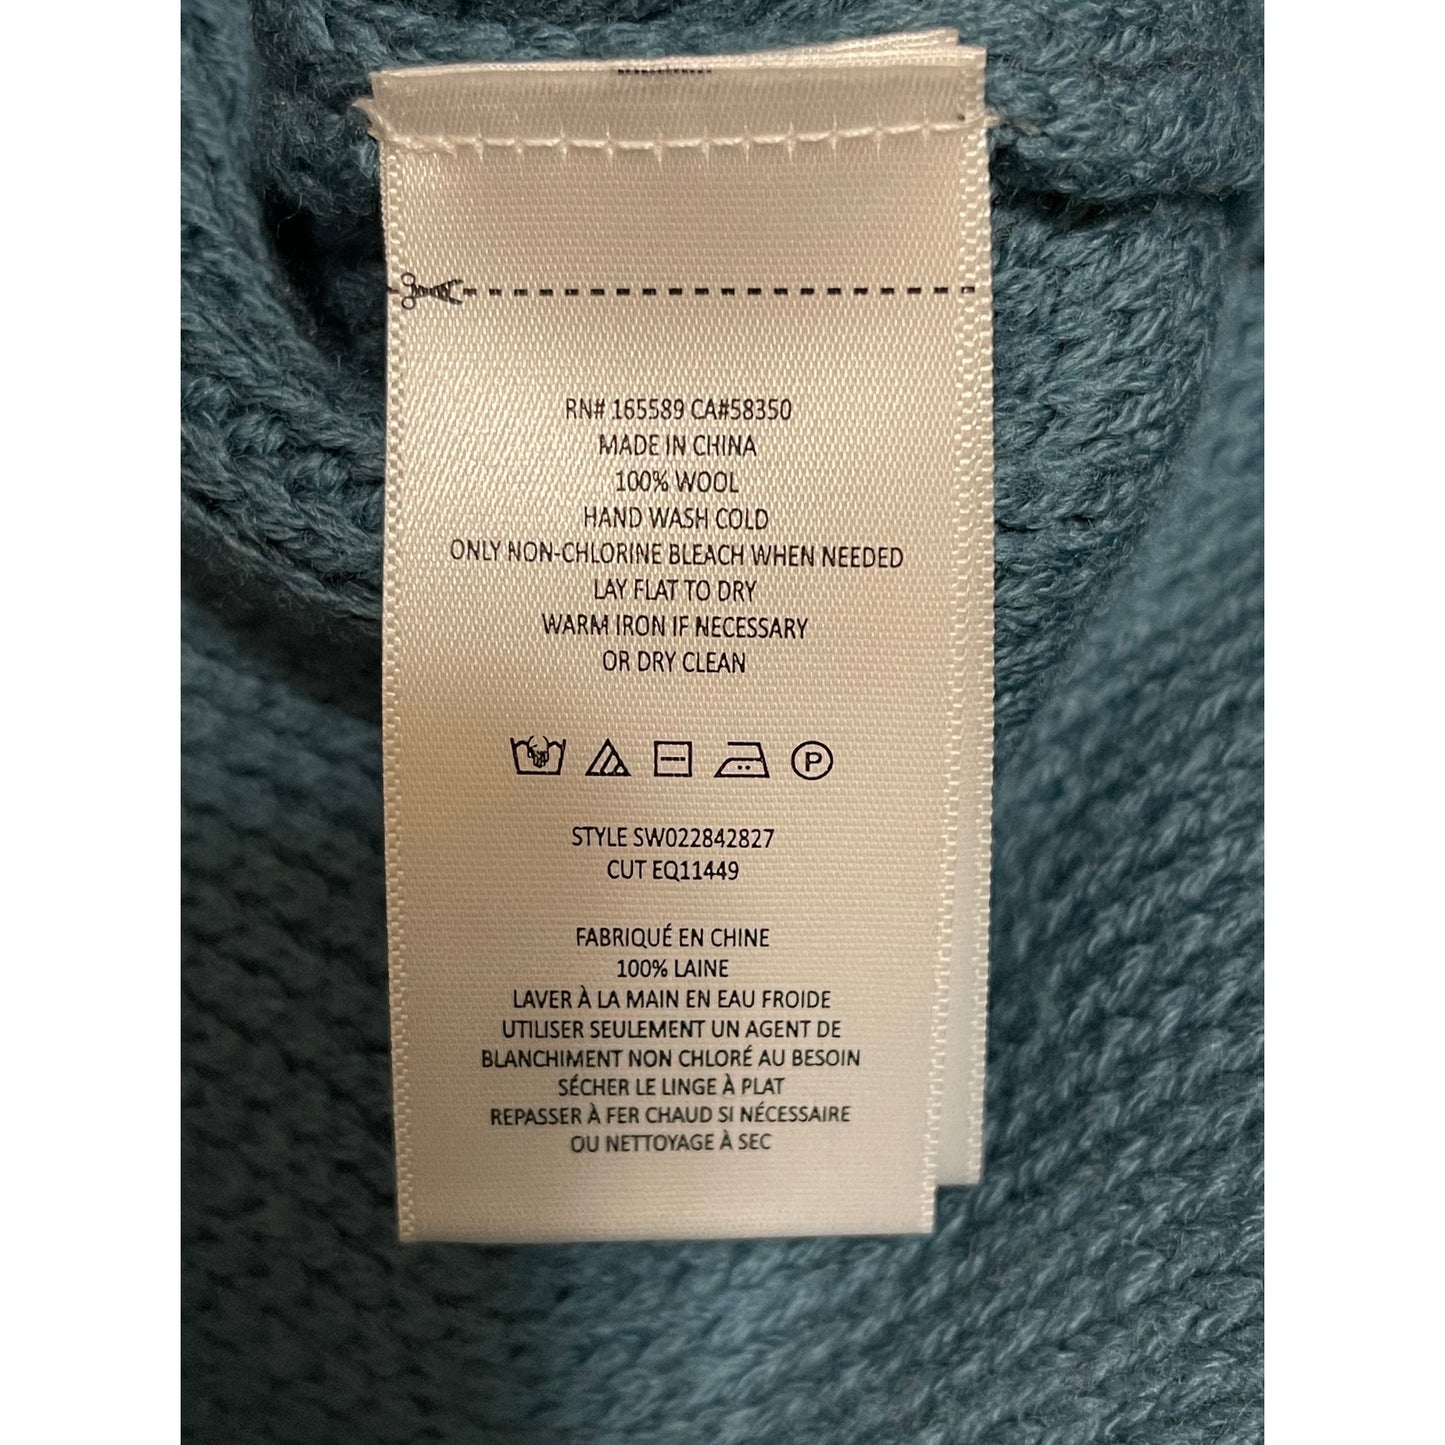 RN# 165589 CA#58350
MADE IN CHINA
100% WOOL
HAND WASH COLD
ONLY NON-CHLORINE BLEACH WHEN NEEDED
LAY FLAT TO DRY
WARM IRON IF NECESSARY
OR DRY CLEAN
P
STYLE SW022842827
CUT EQ11449
FABRIQUÉ EN CHINE
100% LAINE
LAVER À LA MAIN EN EAU FROIDE
UTILISER SEULEMENT UN AGENT DE
BLANCHIMENT NON CHLORÉ AU BESOIN
SÉCHER LE LINGE À PLAT
REPASSER À FER CHAUD SI NÉCESSAIRE
OU NETTOYAGE À SEC